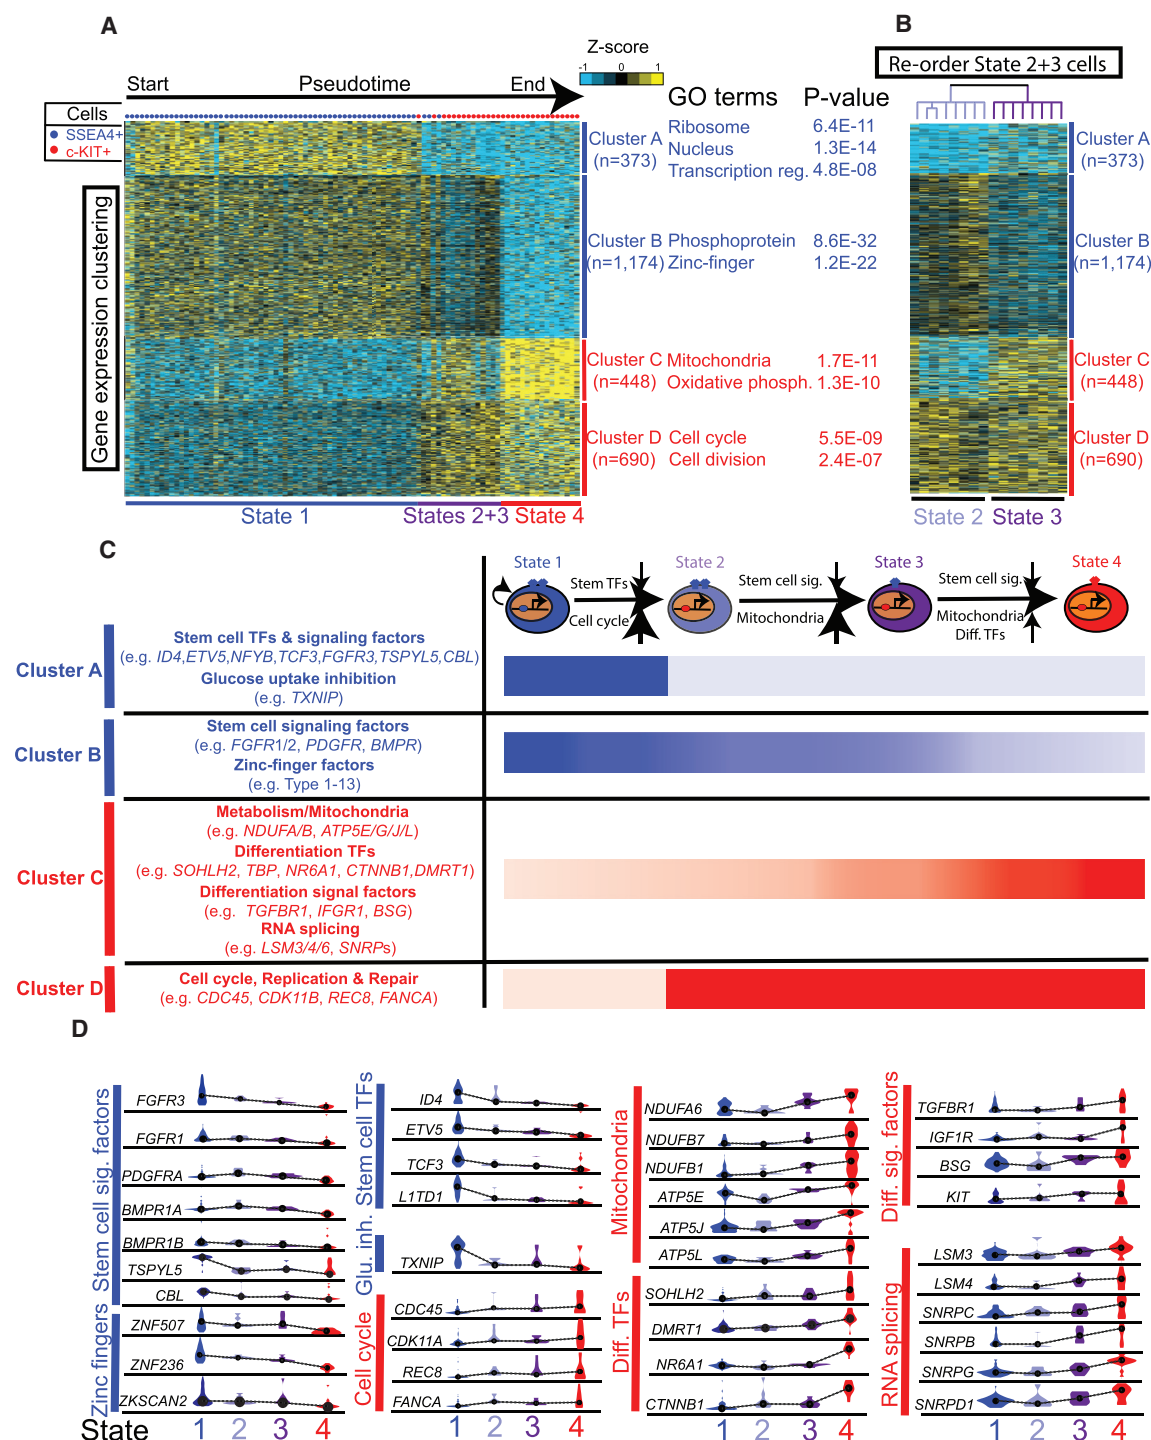 A
B
Z-score
-1 0 1
Re-order State 2+3 cells
Start Pseudotime End
GO terms P-value
Cells
SSEA4+
c-KIT+
Gene expression clustering
Cluster A
(n=373)
Ribosome 6.4E-11
Nucleus 1.3E-14
Transcription reg. 4.8E-08
Cluster B
(n=1,174)
Phosphoprotein 8.6E-32
Zinc-finger 1.2E-22
Cluster C
(n=448)
Mitochondria 1.7E-11
Oxidative phosph. 1.3E-10
Cluster D
(n=690)
Cell cycle 5.5E-09
Cell division 2.4E-07
State 1 States 2+3 State 4
Cluster A
(n=373)
Cluster B
(n=1,174)
Cluster C
(n=448)
Cluster D
(n=690)
State 2 State 3
C
State 1 State 2 State 3 State 4
Stem TFs
Cell cycle
Stem cell sig.
Mitochondria
Stem cell sig.
Mitochondria
Diff. TFs
Cluster A
Stem cell TFs & signaling factors
(e.g. ID4,ETV5,NFYB,TCF3,FGFR3,TSPYL5,CBL)
Glucose uptake inhibition
(e.g. TXNIP)
Cluster B
Stem cell signaling factors
(e.g. FGFR1/2, PDGFR, BMPR)
Zinc-finger factors
(e.g. Type 1-13)
Cluster C
Metabolism/Mitochondria
(e.g. NDUFA/B, ATP5E/G/J/L)
Differentiation TFs
(e.g. SOHLH2, TBP, NR6A1, CTNNB1,DMRT1)
Differentiation signal factors
(e.g. TGFBR1, IFGR1, BSG)
RNA splicing
(e.g. LSM3/4/6, SNRPs)
Cluster D
Cell cycle, Replication & Repair
(e.g. CDC45, CDK11B, REC8, FANCA)
D
Stem cell sig. factors
FGFR3
FGFR1
PDGFRA
BMPR1A
BMPR1B
TSPYL5
CBL
Zinc fingers
ZNF507
ZNF236
ZKSCAN2
Stem cell TFs
ID4
ETV5
TCF3
L1TD1
Glu. inh.
TXNIP
Cell cycle
CDC45
CDK11A
REC8
FANCA
Mitochondria
NDUFA6
NDUFB7
NDUFB1
ATP5E
ATP5J
ATP5L
Diff. TFs
SOHLH2
DMRT1
NR6A1
CTNNB1
Diff. sig. factors
TGFBR1
IGF1R
BSG
KIT
RNA splicing
LSM3
LSM4
SNRPC
SNRPB
SNRPG
SNRPD1
State 1 2 3 4 1 2 3 4 1 2 3 4 1 2 3 4